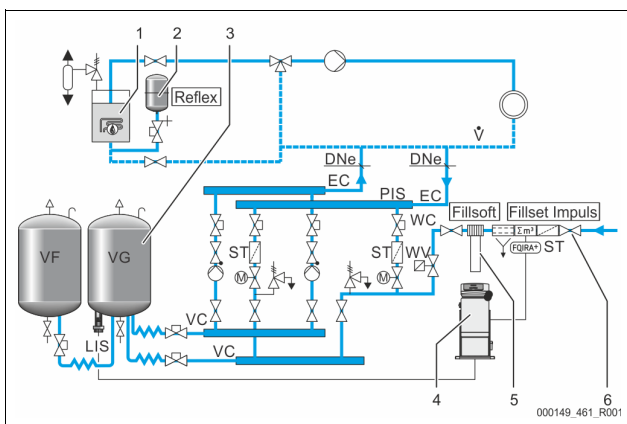 1 2 3
Reflex
V̇
DNe DNe
EC PIS EC
WC Fillsoft Fillset Impuls
Σm³
VF VG ST ST WV FQIRA+ ST
M M
LIS VC
VC
4 5 6
000149_461_R001